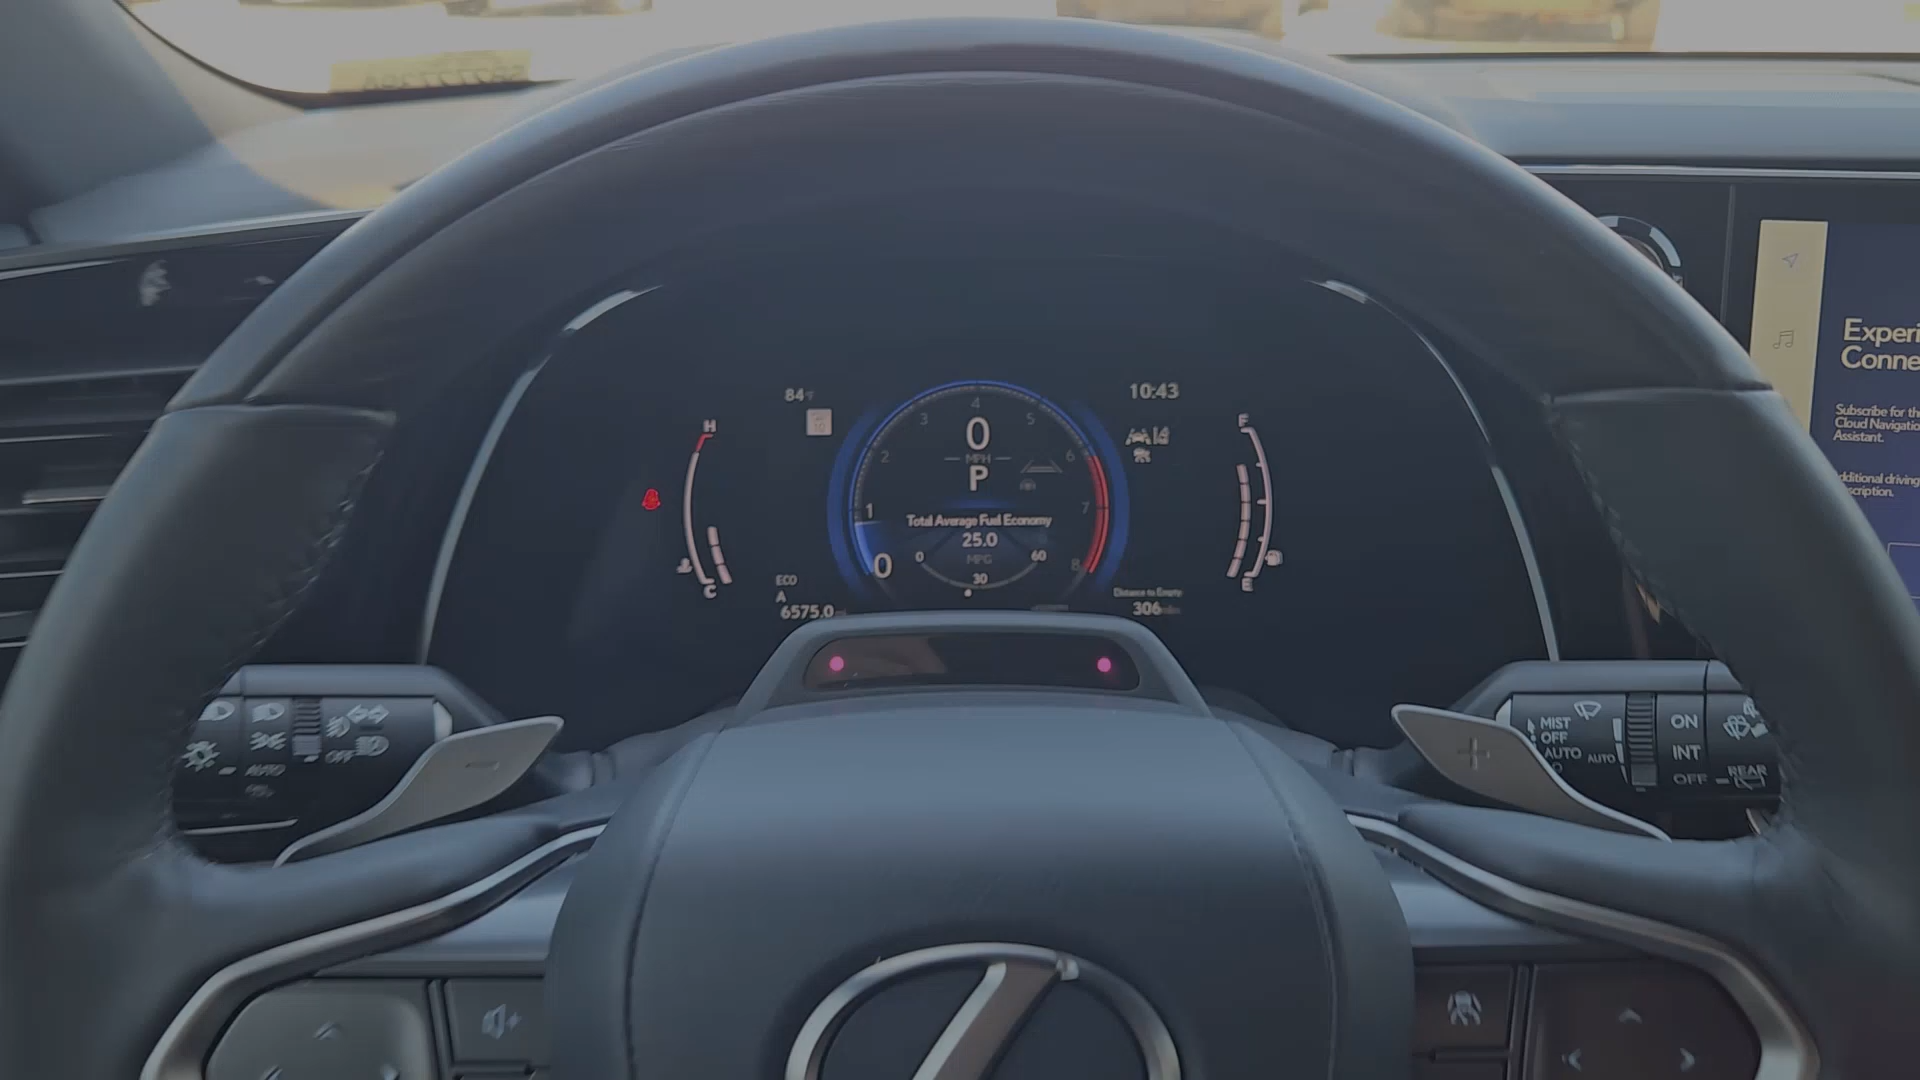 84°F
10:43
H
C
F
E
3
4
5
2
6
1
7
0
8
0
MPH
P
Total Average Fuel Economy
25.0
MPG
0
60
30
ECO
A
6575.0
Distance to Empty
306
Experi
Conne
Subscribe for th
Cloud Navigatio
Assistant.
dditional driving
scription.
AUTO
OFF
MIST
OFF
AUTO
AUTO
ON
INT
OFF
REAR
-
+